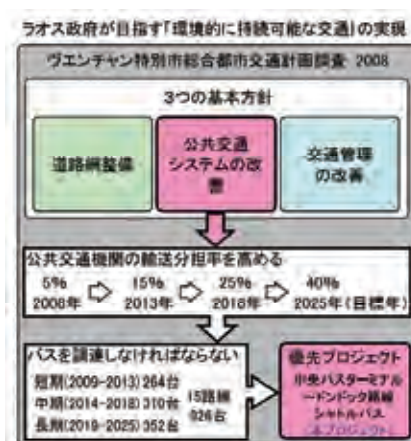 ラオス政府が目指す「環境的に持続可能な交通」の実現
ヴエンチャン特別市総合都市交通計画調査 2008
3つの基本方針
道路網整備
公共交通
システムの改
善
交通管理
の改善
公共交通機関の輸送分担率を高める
5% 15% 25% 40%
2008年 2013年 2018年 2025年(目標年)
バスを調達しなければならない
短期(2009-2013)264台
中期(2014-2018)310台
長期(2019-2025)352台
15路線
926台
優先プロジェクト
中央バスターミナル
ードンドック路線
シャトルバス
(本プロジェクト)